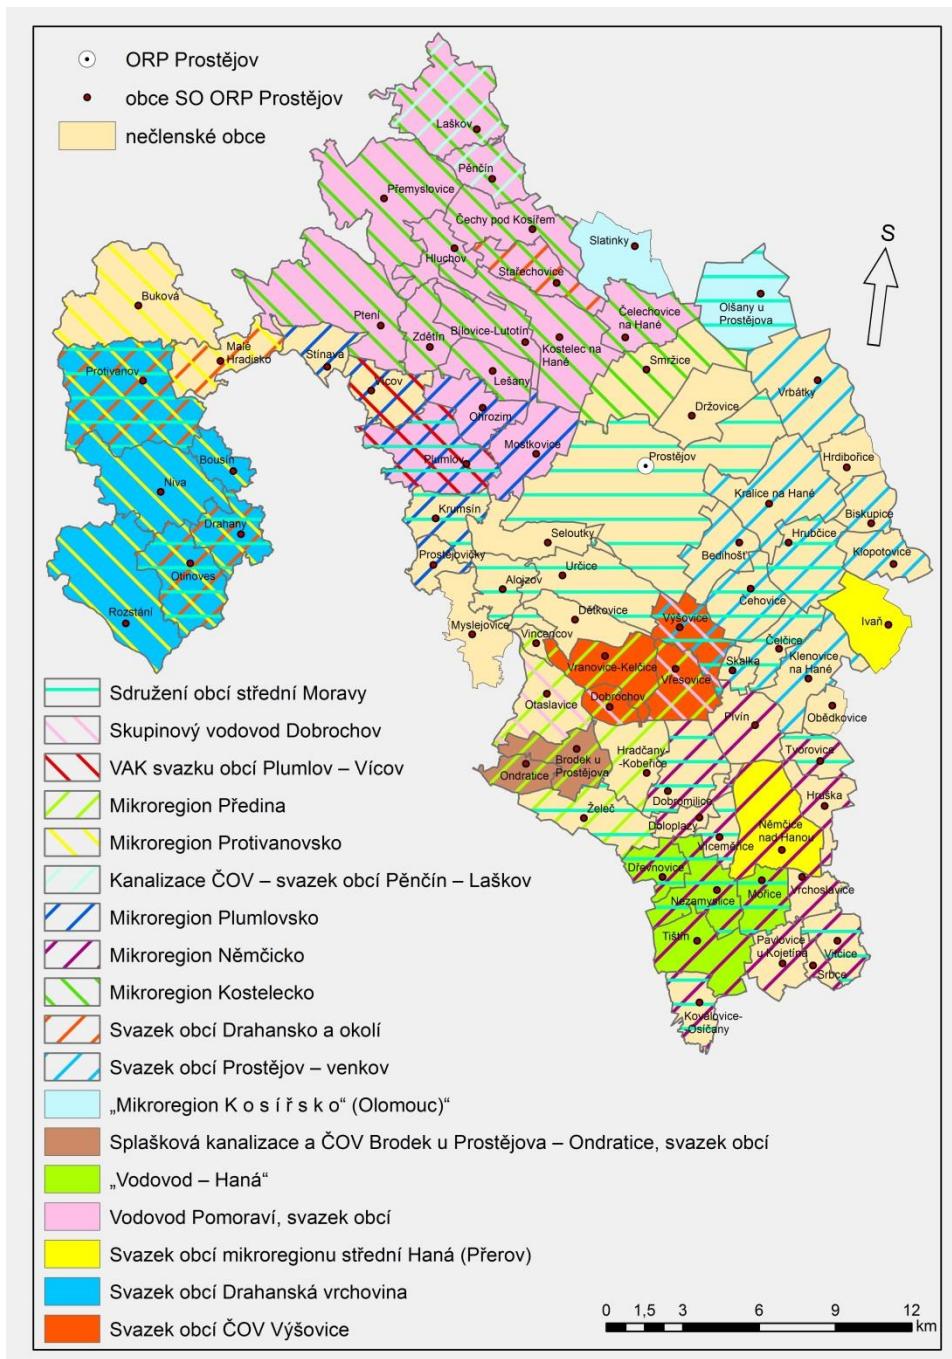 ORP Prostějov
obce SO ORP Prostějov
nečlenské obce
S
Laškov
Pěnčín
Přemyslovice
Čechy pod Kosířem
Slatinky
Hluchov
Stařechovice
Olšany u
Prostějova
Buková
Ptení
Zdětín
Bílovice-Lutotín
Kostelec na
Hané
Čelechovice
na Hané
Malé
Hradisko
Stínava
Smržice
Protivanov
Vícov
Lešany
Vrbátky
Ohrozim
Držovice
Mostkovice
Plumlov
Prostějov
Hrdibořice
Bousín
Niva
Králice na Hané
Biskupice
Drahany
Krumsín
Seloutky
Bedihošť
Hrubčice
Klopotovice
Otinoves
Prostějovičky
Určice
Alojzov
Čehovice
Rozstání
Dětkovice
Výšovice
Ivaň
Myslejovice
Vincencov
Čelčice
Vranovice-Kelčice
Vřesovice
Skalka
Klenovice
na Hané
Otaslavice
Dobrochov
Obědkovice
Pivín
Brodek u
Prostějova
Hradčany-
-Kobeřice
Tvorovice
Ondratice
Dobromilice
Hruška
Želeč
Doloplazy
Němčice
nad Hanou
Víceměřice
Dřevnovice
Mořice
Vrchoslavice
Nezamyslice
Tištín
Pavlovice
u Kojetína
Vitčice
Srbce
Koválovice-
Osíčany
Sdružení obcí střední Moravy
Skupinový vodovod Dobrochov
VAK svazku obcí Plumlov – Vícov
Mikroregion Předina
Mikroregion Protivanovsko
Kanalizace ČOV – svazek obcí Pěnčín – Laškov
Mikroregion Plumlovsko
Mikroregion Němčicko
Mikroregion Kostelecko
Svazek obcí Drahansko a okolí
Svazek obcí Prostějov – venkov
„Mikroregion K o s í ř s k o“ (Olomouc)“
Splašková kanalizace a ČOV Brodek u Prostějova – Ondratice, svazek obcí
„Vodovod – Haná“
Vodovod Pomoraví, svazek obcí
Svazek obcí mikroregionu střední Haná (Přerov)
Svazek obcí Drahanská vrchovina
Svazek obcí ČOV Výšovice
0 1,5 3 6 9 12
km